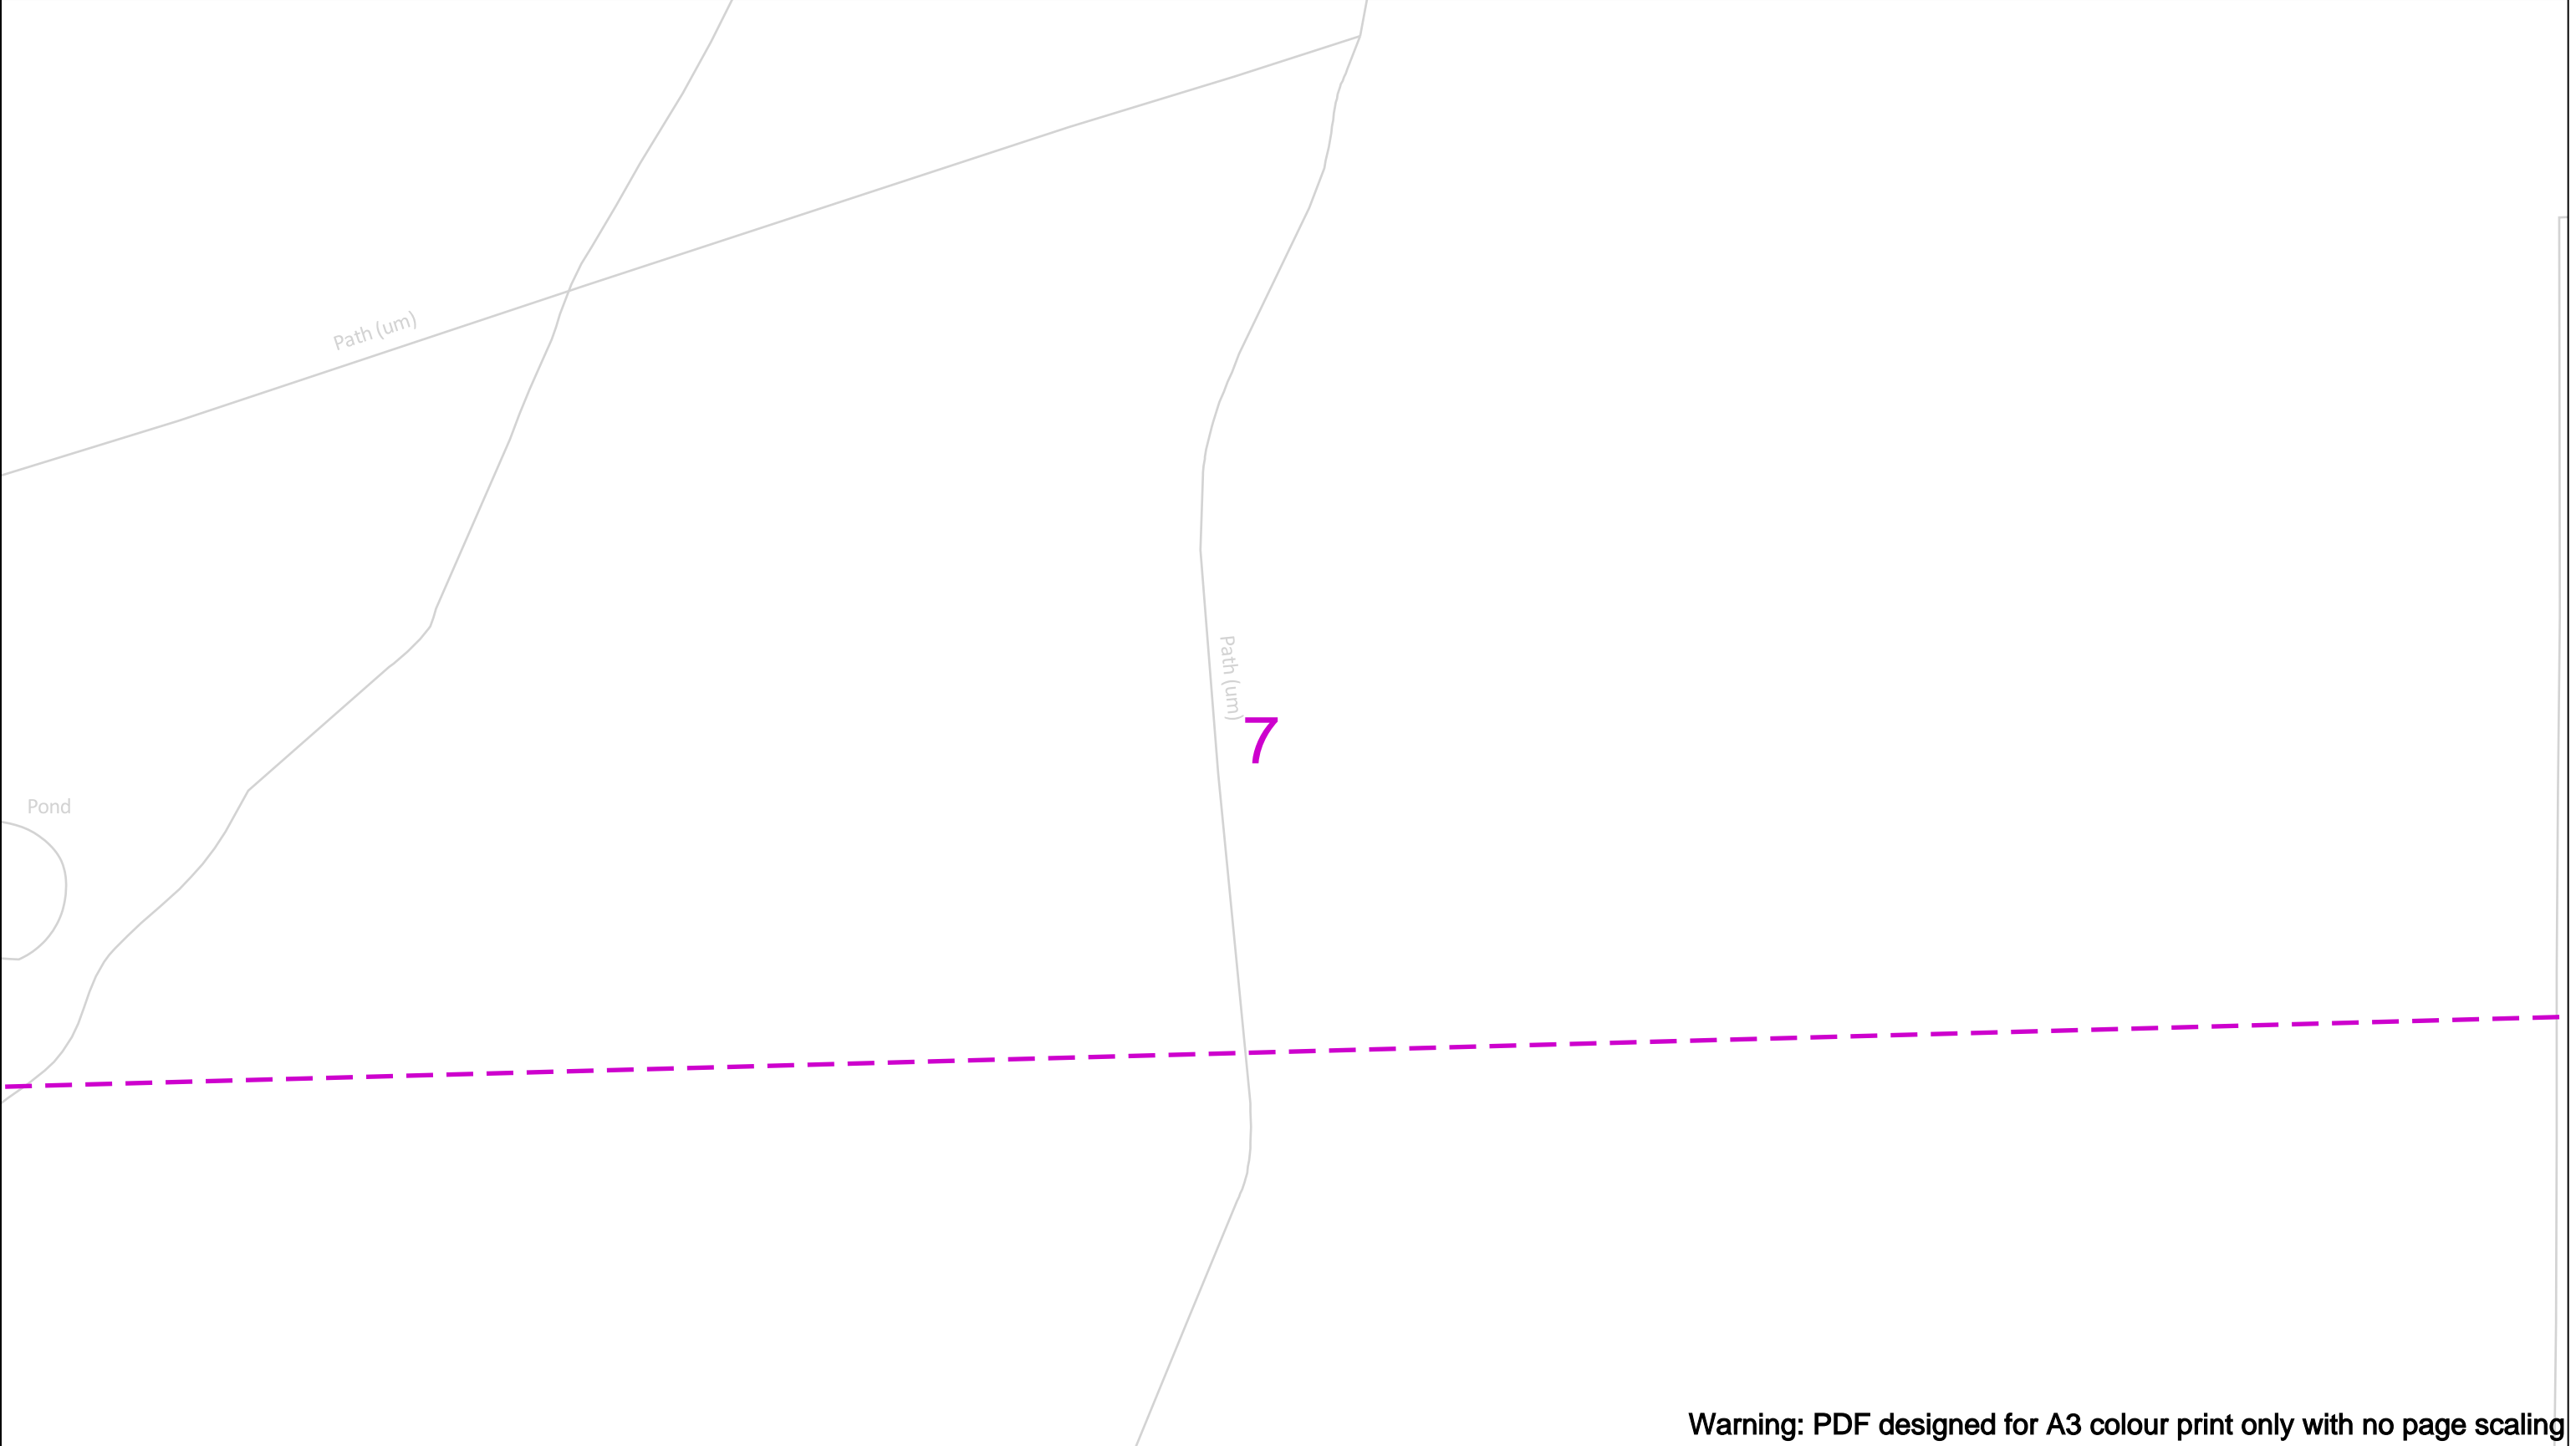 Path (um)
Path (um)
7
Pond
Warning: PDF designed for A3 colour print only with no page scaling